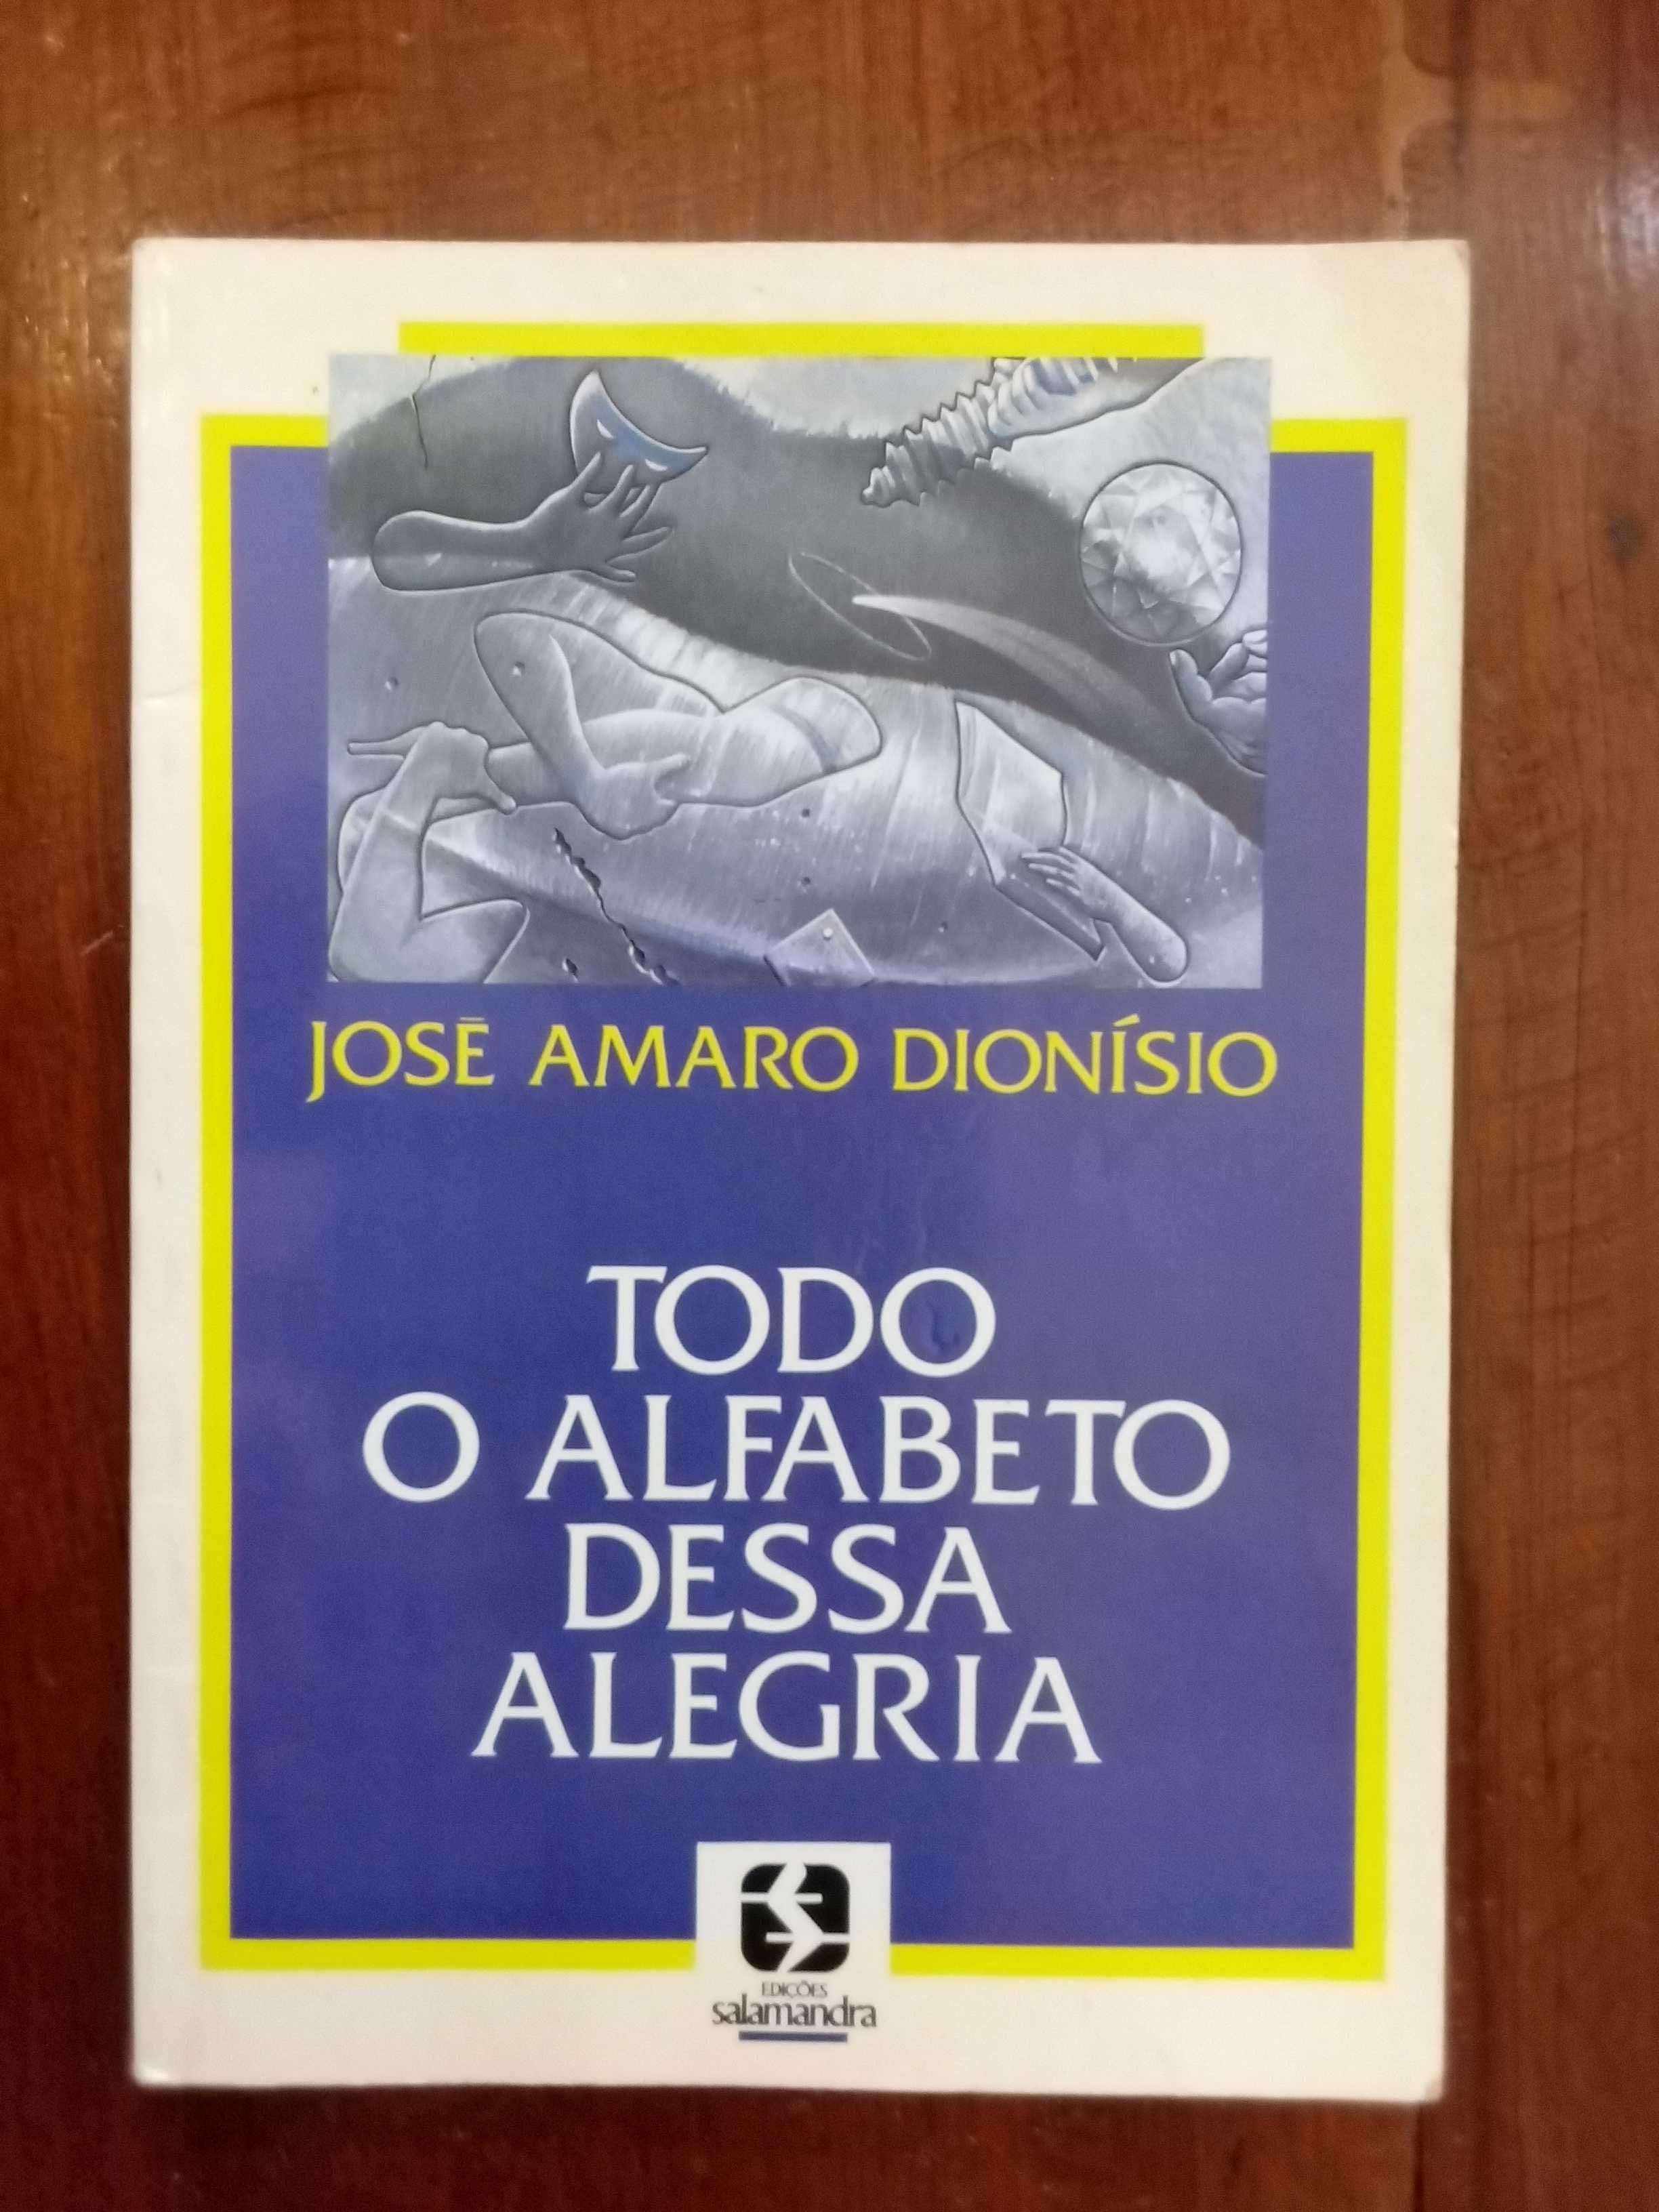 JOSÉ AMARO DIONÍSIO
TODO
O ALFABETO
DESSA
ALEGRIA
EDIÇÕES
salamandra